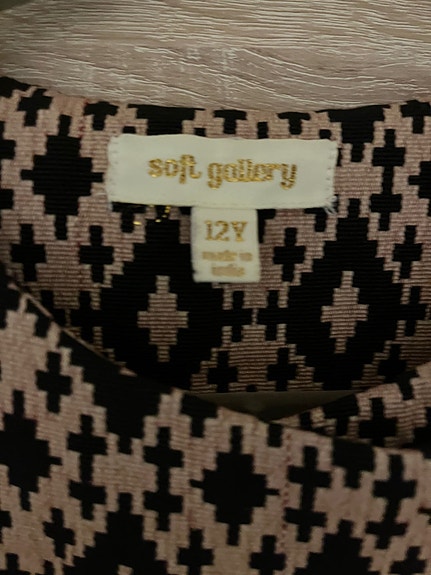 soft gallery
12Y
made in
india